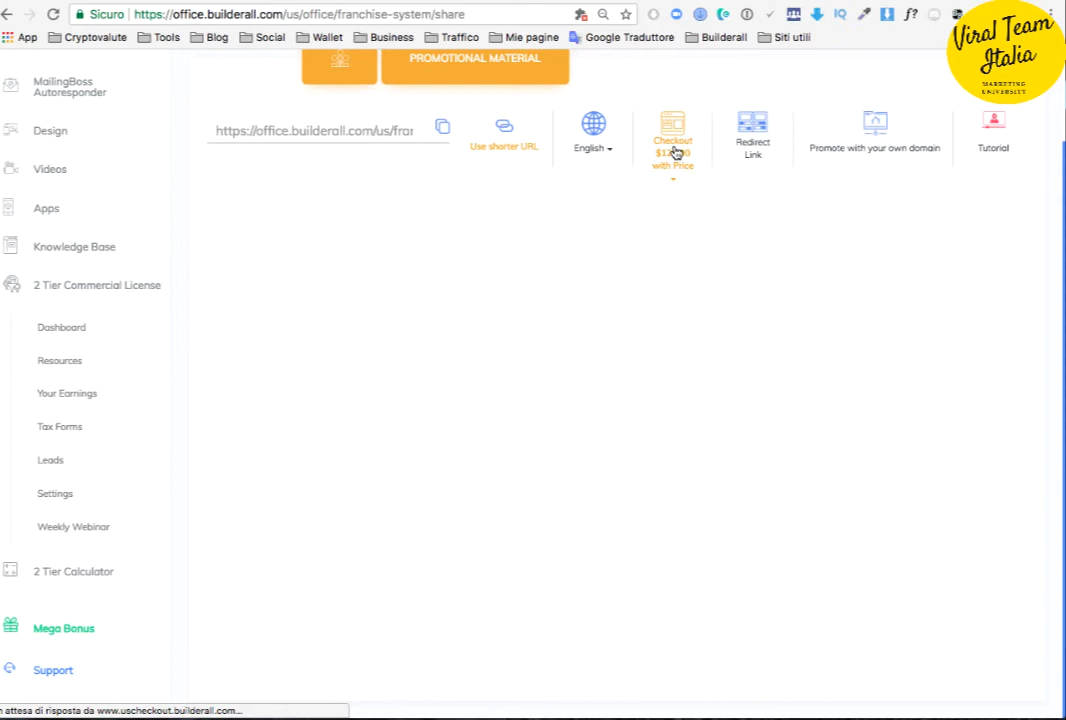 Sicuro
https://office.builderall.com/us/office/franchise-system/share
App Cryptovalute Tools Blog Social Wallet Business Traffico Mie pagine Google Traduttore Builderall Siti utili
Viral Team
Italia
MARKETING
UNIVERSITY
PROMOTIONAL MATERIAL
MailingBoss
Autoresponder
Design
Videos
Apps
Knowledge Base
2 Tier Commercial License
Dashboard
Resources
Your Earnings
Tax Forms
Leads
Settings
Weekly Webinar
2 Tier Calculator
Mega Bonus
Support
https://office.builderall.com/us/frar
Use shorter URL
English
Checkout
with Price
Redirect
Link
Promote with your own domain
Tutorial
n attesa di risposta da www.uscheckout.builderall.com...